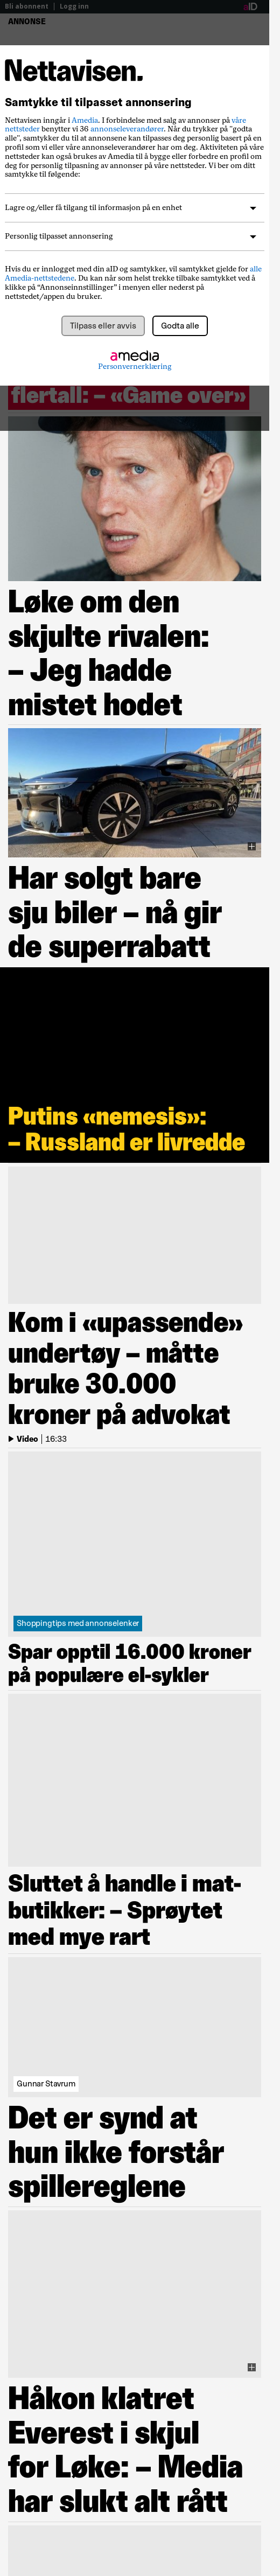 Bli abonnent | Logg inn
aID
ANNONSE
Nettavisen.
Samtykke til tilpasset annonsering
Nettavisen inngår i Amedia. I forbindelse med salg av annonser på våre
nettsteder benytter vi 36 annonseleverandører. Når du trykker på "godta
alle", samtykker du til at annonsene kan tilpasses deg personlig basert på en
profil som vi eller våre annonseleverandører har om deg. Aktiviteten på våre
nettsteder kan også brukes av Amedia til å bygge eller forbedre en profil om
deg for personlig tilpasning av annonser på våre nettsteder. Vi ber om ditt
samtykke til følgende:
Lagre og/eller få tilgang til informasjon på en enhet
Personlig tilpasset annonsering
Hvis du er innlogget med din aID og samtykker, vil samtykket gjelde for alle
Amedia-nettstedene. Du kan når som helst trekke tilbake samtykket ved å
klikke på “Annonseinnstillinger” i menyen eller nederst på
nettstedet/appen du bruker.
Tilpass eller avvis
Godta alle
amedia
Personvernerklæring
flertall: – «Game over»
Løke om den
skjulte rivalen:
– Jeg hadde
mistet hodet
Har solgt bare
sju biler – nå gir
de superrabatt
Putins «nemesis»:
– Russland er livredde
Kom i «upassende»
undertøy – måtte
bruke 30.000
kroner på advokat
Video | 16:33
Shoppingtips med annonselenker
Spar opptil 16.000 kroner
på populære el-sykler
Sluttet å handle i mat-
butikker: – Sprøytet
med mye rart
Gunnar Stavrum
Det er synd at
hun ikke forstår
spillereglene
Håkon klatret
Everest i skjul
for Løke: – Media
har slukt alt rått